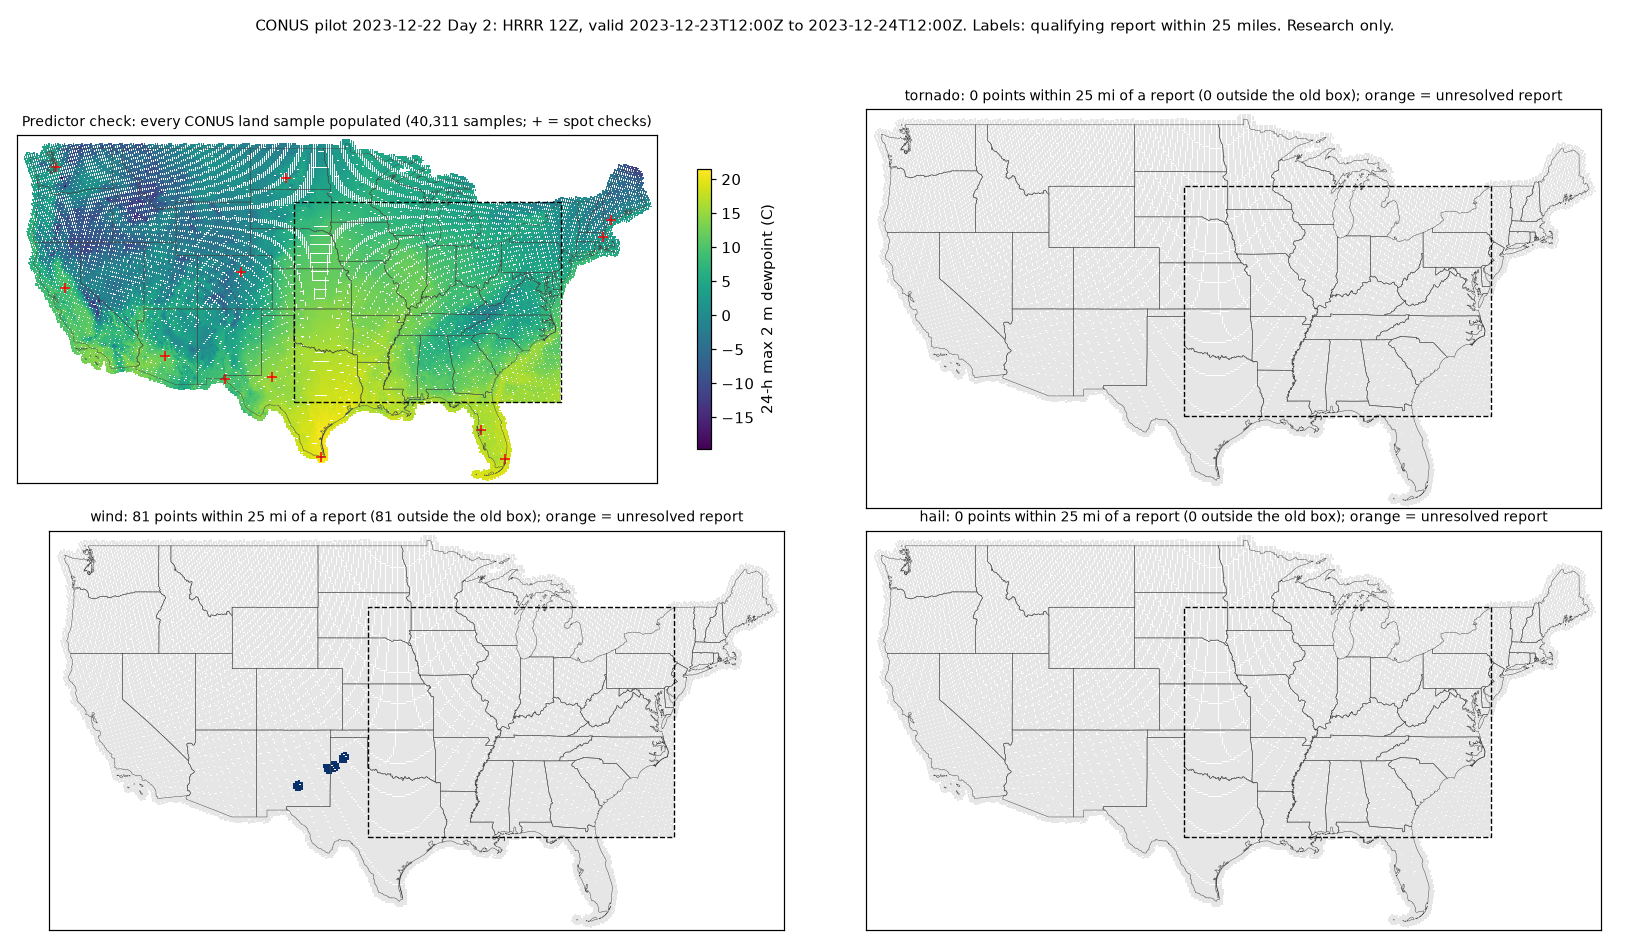 CONUS pilot 2023-12-22 Day 2: HRRR 12Z, valid 2023-12-23T12:00Z to 2023-12-24T12:00Z. Labels: qualifying report within 25 miles. Research only.
Predictor check: every CONUS land sample populated (40,311 samples; + = spot checks)
20
15
10
5
0
−5
−10
−15
24-h max 2 m dewpoint (C)
tornado: 0 points within 25 mi of a report (0 outside the old box); orange = unresolved report
wind: 81 points within 25 mi of a report (81 outside the old box); orange = unresolved report
hail: 0 points within 25 mi of a report (0 outside the old box); orange = unresolved report